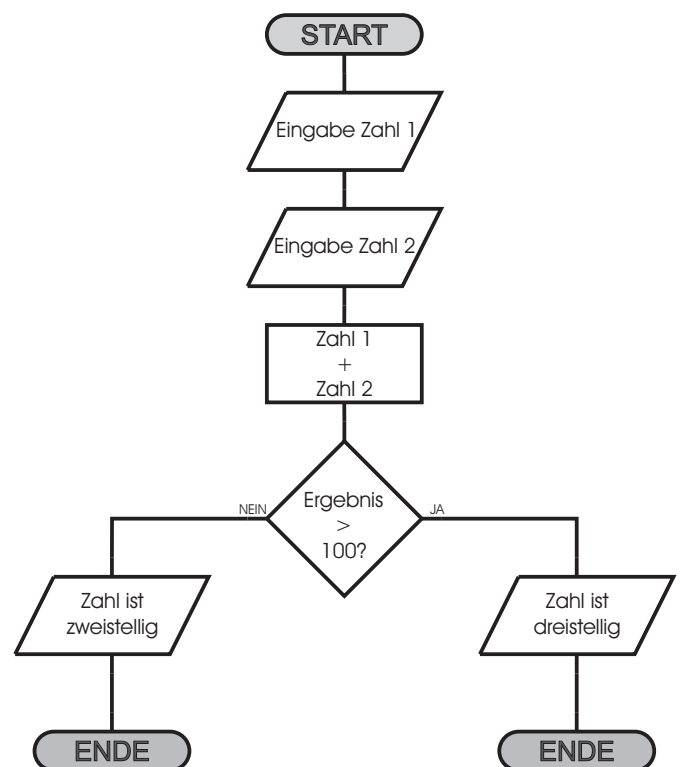 START
Eingabe Zahl 1
Eingabe Zahl 2
Zahl 1
+
Zahl 2
Ergebnis
>
100?
NEIN
JA
Zahl ist
zweistellig
Zahl ist
dreistellig
ENDE
ENDE